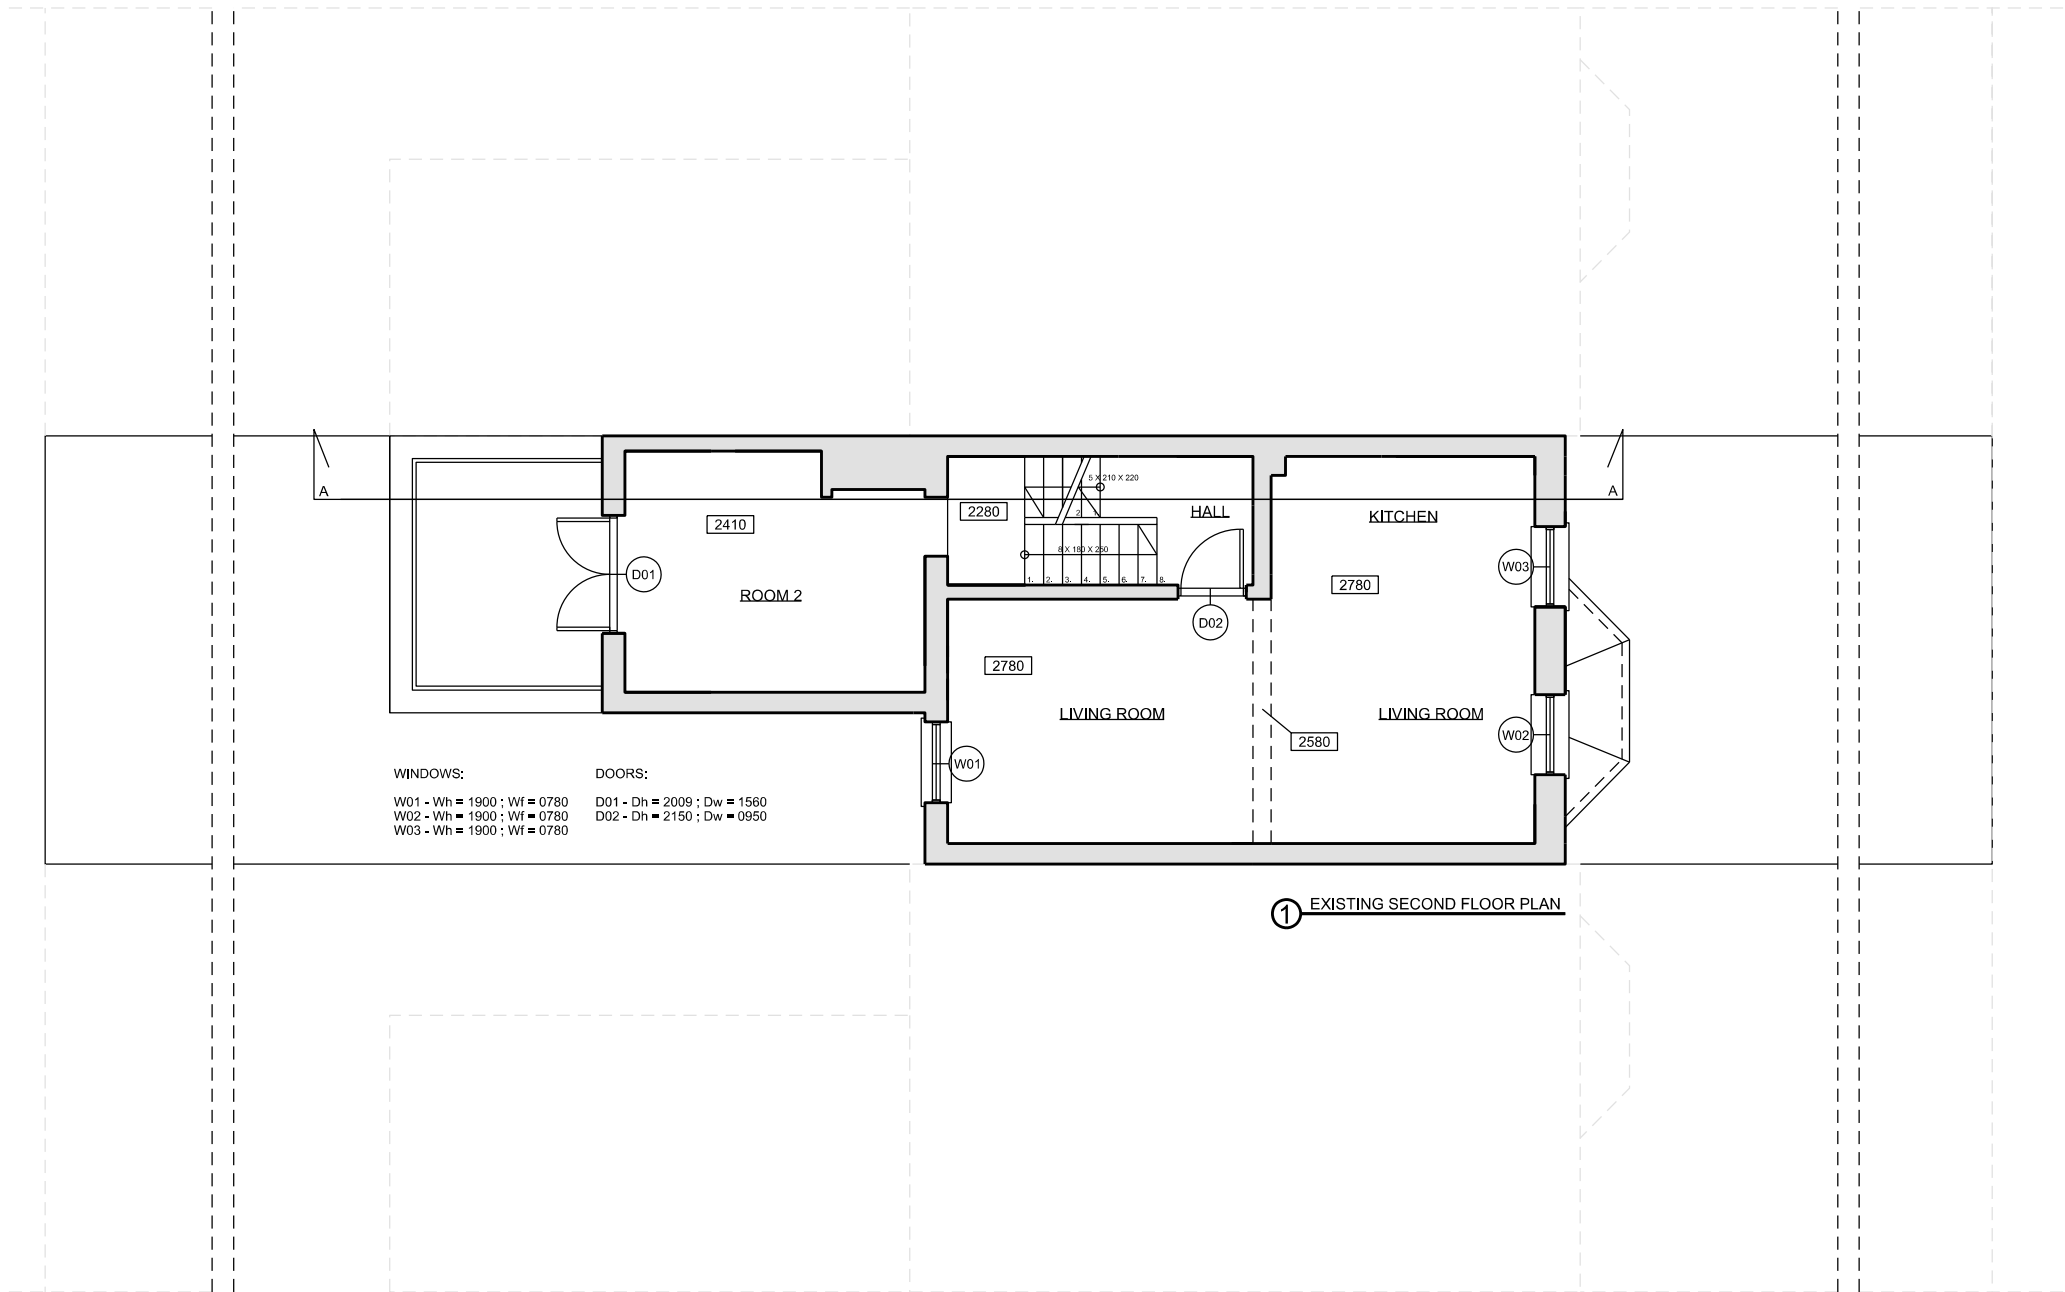 A
A
5 X 210 X 220
2280
HALL
2
1
KITCHEN
2410
8 X 180 X 260
W03
D01
1.
2.
3.
4.
5.
6.
7.
8.
2780
ROOM 2
D02
2780
LIVING ROOM
LIVING ROOM
W02
2580
W01
WINDOWS:
W01 - Wh = 1900 ; Wf = 0780
W02 - Wh = 1900 ; Wf = 0780
W03 - Wh = 1900 ; Wf = 0780
DOORS:
D01 - Dh = 2009 ; Dw = 1560
D02 - Dh = 2150 ; Dw = 0950
1 EXISTING SECOND FLOOR PLAN